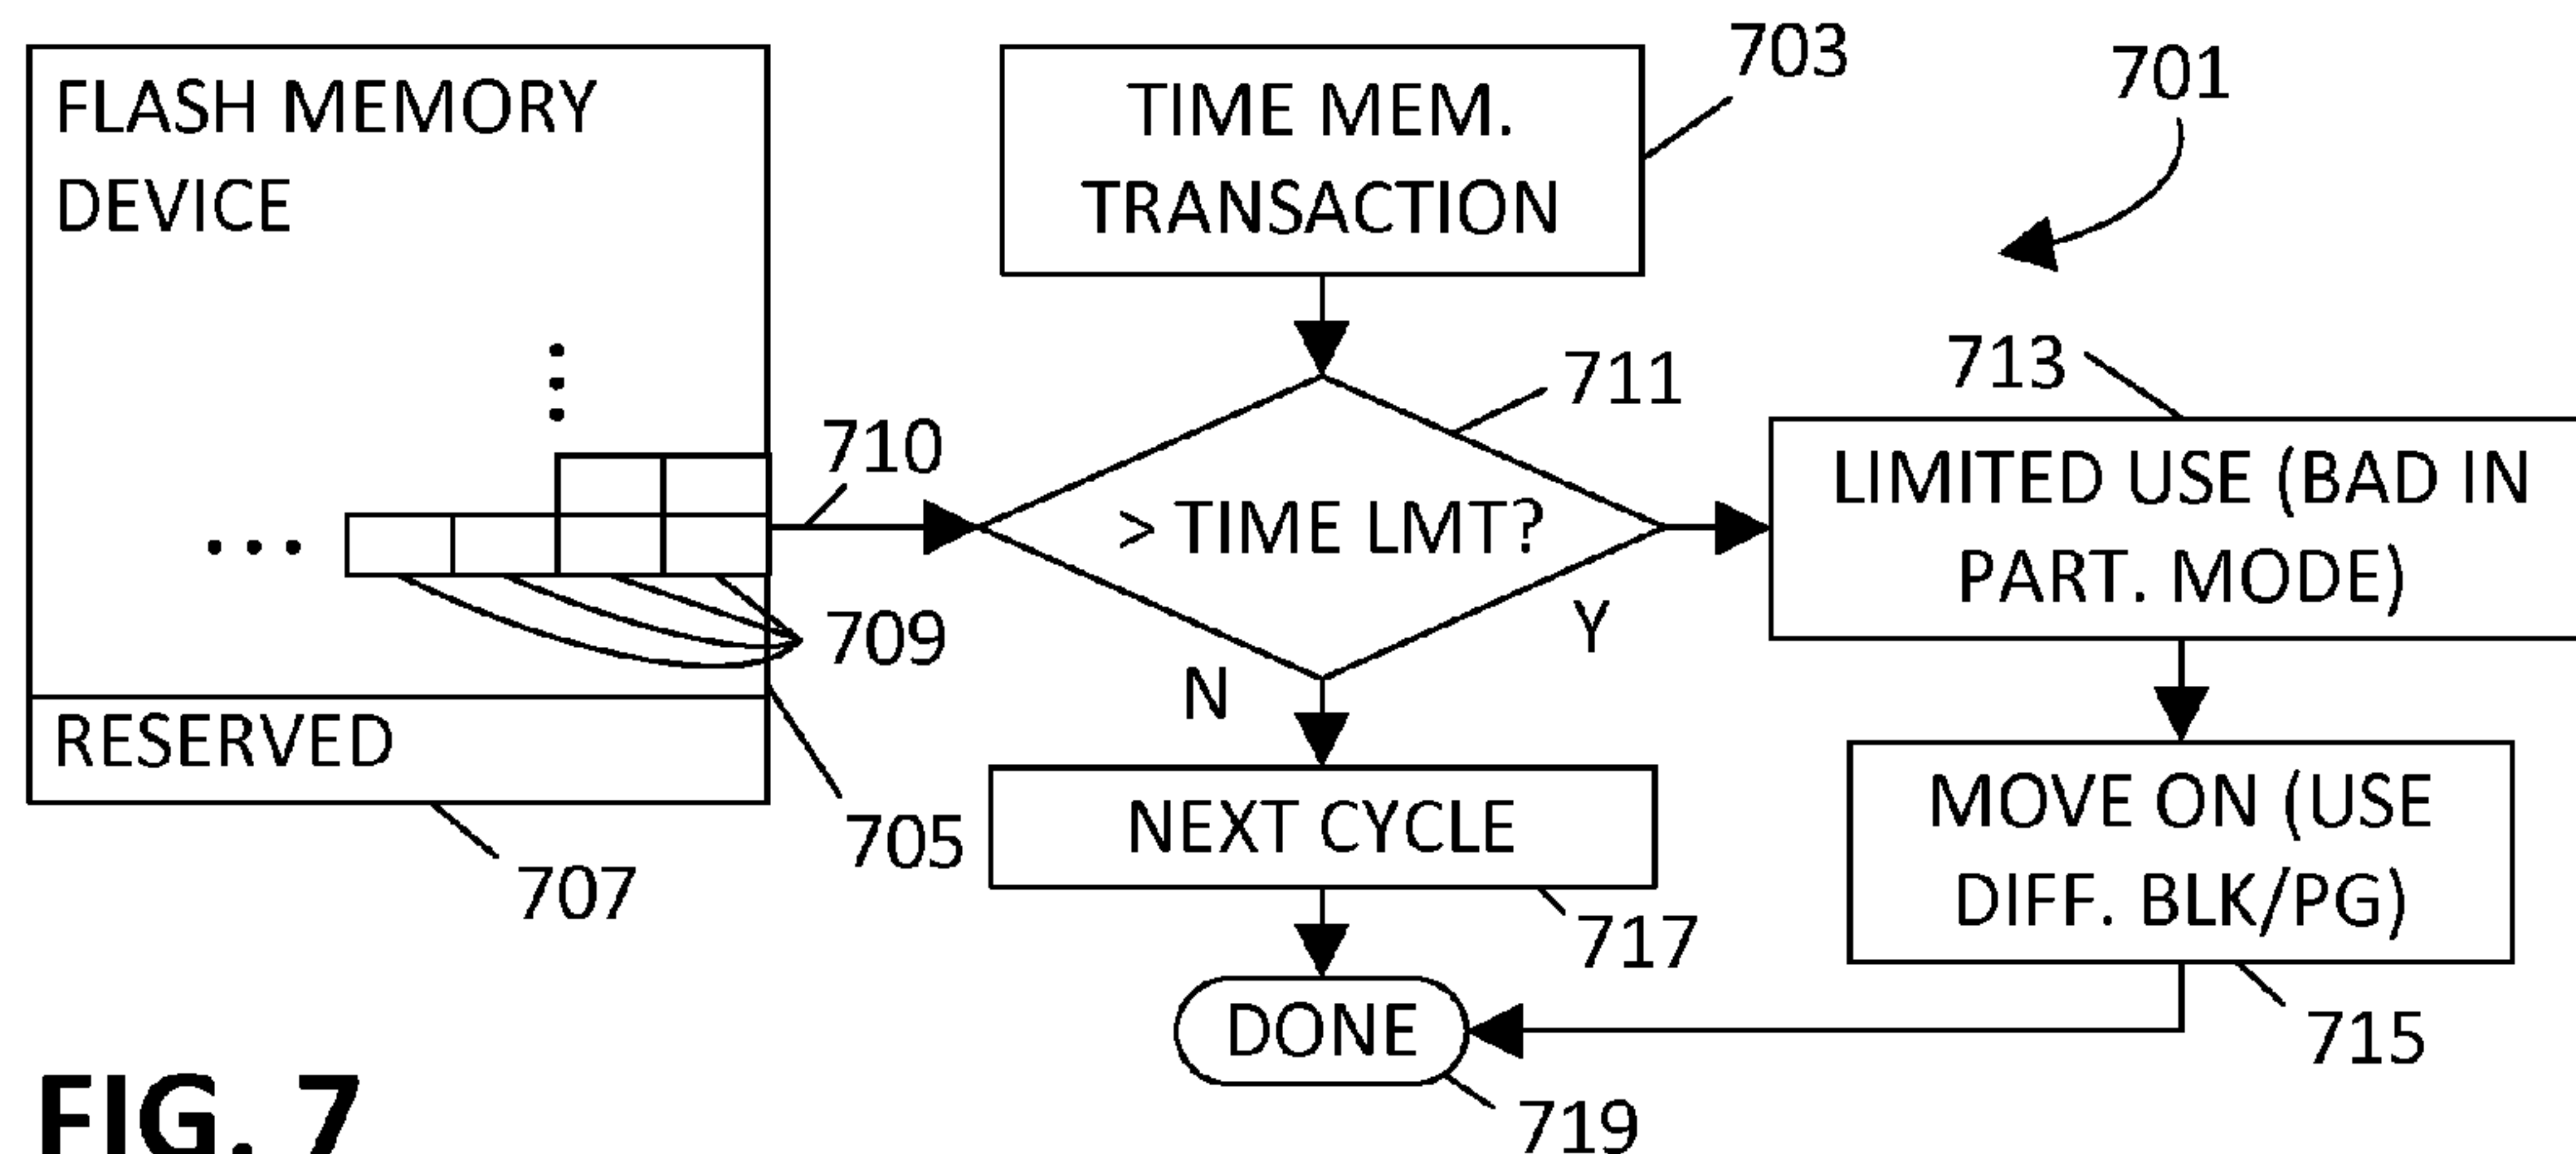 FLASH MEMORY
DEVICE
RESERVED
707
705
709
710
TIME MEM.
TRANSACTION
703
701
> TIME LMT?
711
Y
N
713
LIMITED USE (BAD IN
PART. MODE)
MOVE ON (USE
DIFF. BLK/PG)
715
NEXT CYCLE
717
DONE
719
FIG. 7